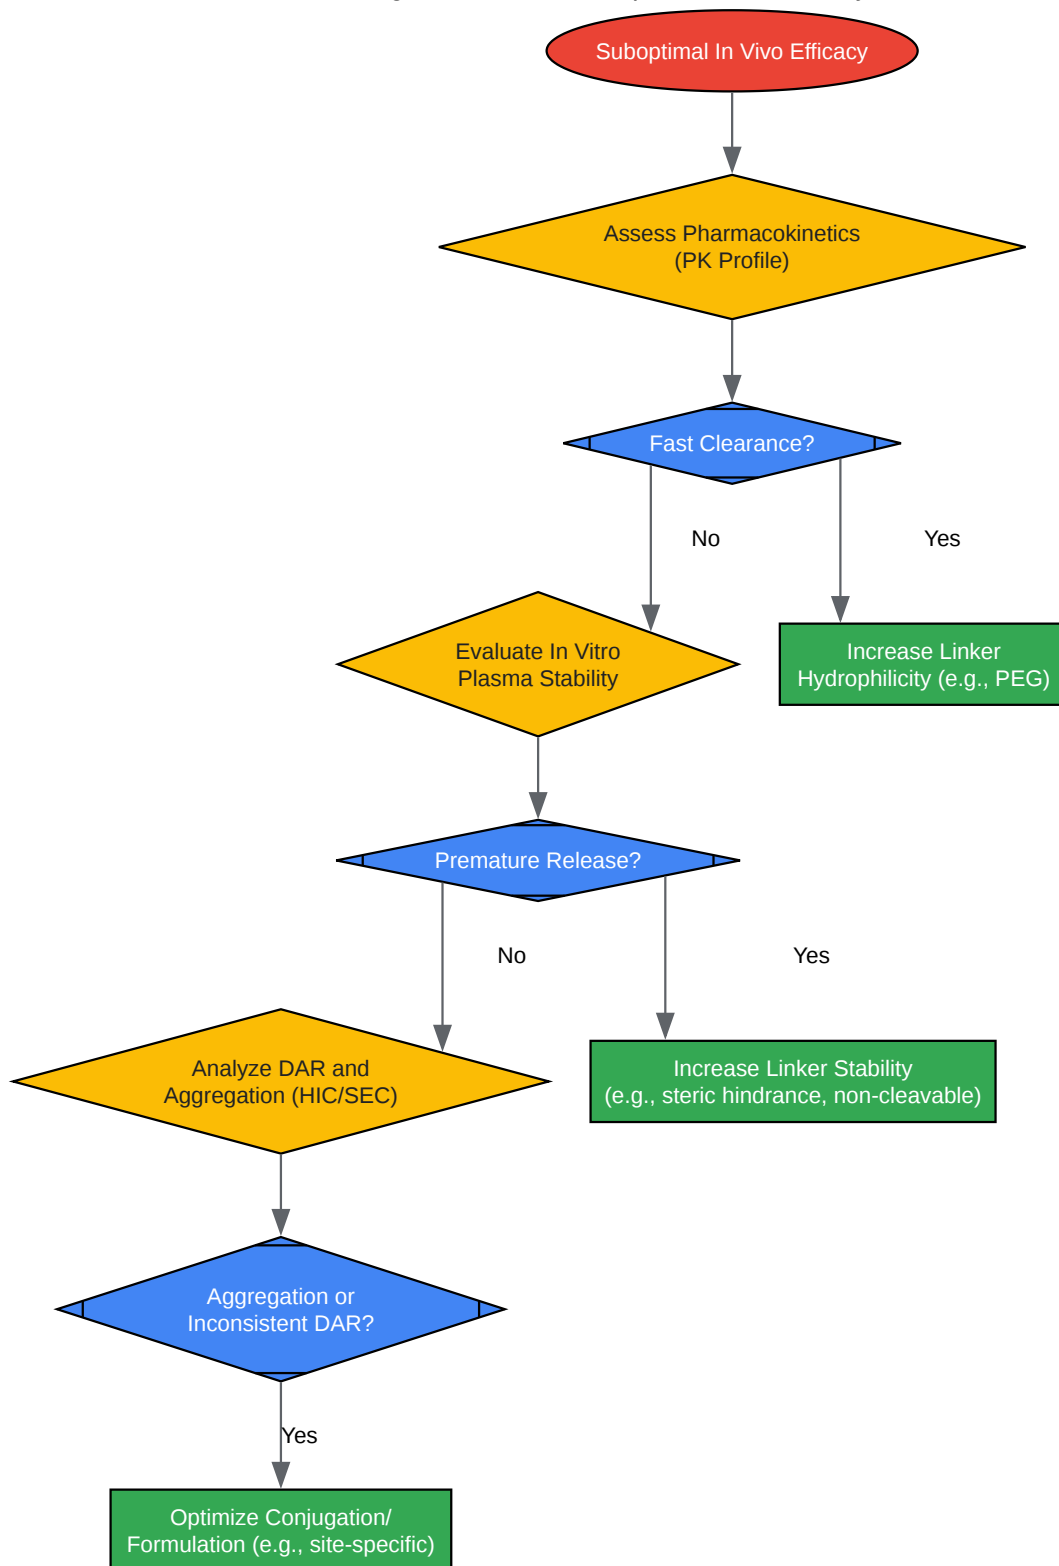 Suboptimal In Vivo Efficacy
Assess Pharmacokinetics
(PK Profile)
Fast Clearance?
No
Yes
Evaluate In Vitro
Plasma Stability
Increase Linker
Hydrophilicity (e.g., PEG)
Premature Release?
No
Yes
Analyze DAR and
Aggregation (HIC/SEC)
Increase Linker Stability
(e.g., steric hindrance, non-cleavable)
Aggregation or
Inconsistent DAR?
Yes
Optimize Conjugation/
Formulation (e.g., site-specific)